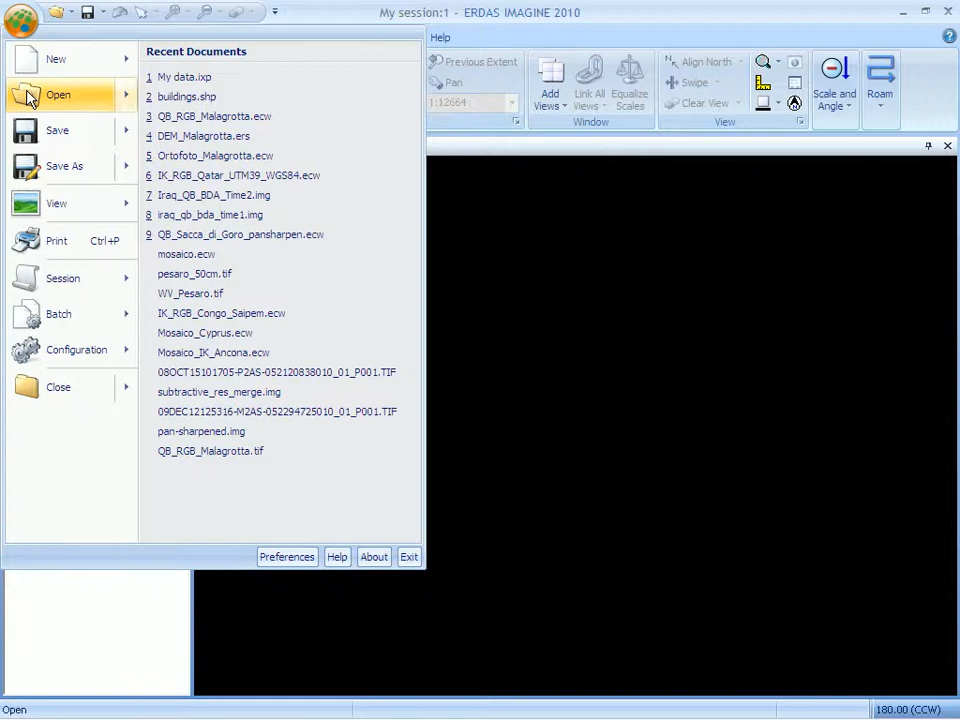 My session:1 - ERDAS IMAGINE 2010
Help
New
Open
Save
Save As
View
Print Ctrl+P
Session
Batch
Configuration
Close
Recent Documents
1 My data.ixp
2 buildings.shp
3 QB_RGB_Malagrotta.ecw
4 DEM_Malagrotta.ers
5 Ortofoto_Malagrotta.ecw
6 IK_RGB_Qatar_UTM39_WGS84.ecw
7 Iraq_QB_BDA_Time2.img
8 iraq_qb_bda_time1.img
9 QB_Sacca_di_Goro_pansharpen.ecw
mosaico.ecw
pesaro_50cm.tif
WV_Pesaro.tif
IK_RGB_Congo_Saipem.ecw
Mosaico_Cyprus.ecw
Mosaico_IK_Ancona.ecw
08OCT15101705-P2AS-052120838010_01_P001.TIF
subtractive_res_merge.img
09DEC12125316-M2AS-052294725010_01_P001.TIF
pan-sharpened.img
QB_RGB_Malagrotta.tif
Preferences Help About Exit
Previous Extent
Pan
1:12664
Add Views
Link All Views
Equalize Scales
Window
Align North
Swipe
Clear View
View
Scale and Angle
Roam
Open
180.00 (CCW)